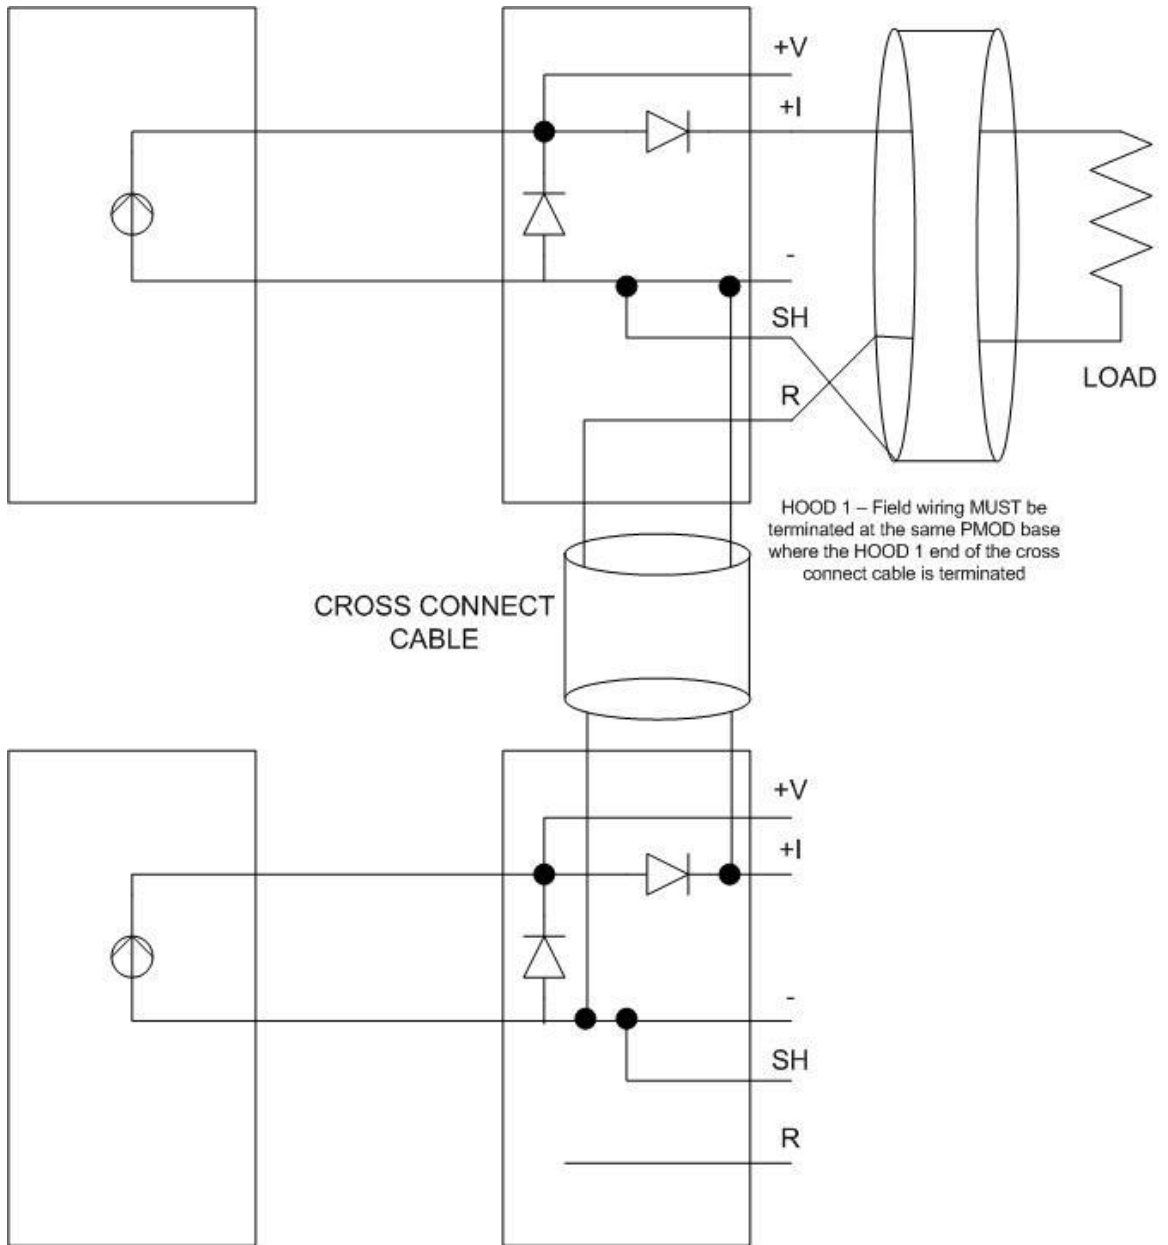 +V
+I
-
SH
R
LOAD
HOOD 1 – Field wiring MUST be
terminated at the same PMOD base
where the HOOD 1 end of the cross
connect cable is terminated
CROSS CONNECT
CABLE
+V
+I
-
SH
R